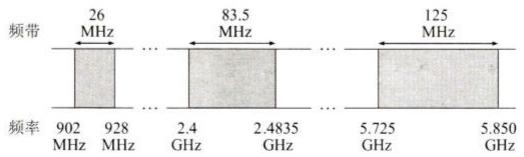 频带 26 MHz 83.5 MHz 125 MHz
… …
… …
频率 902 MHz 928 MHz 2.4 GHz 2.4835 GHz 5.725 GHz 5.850 GHz